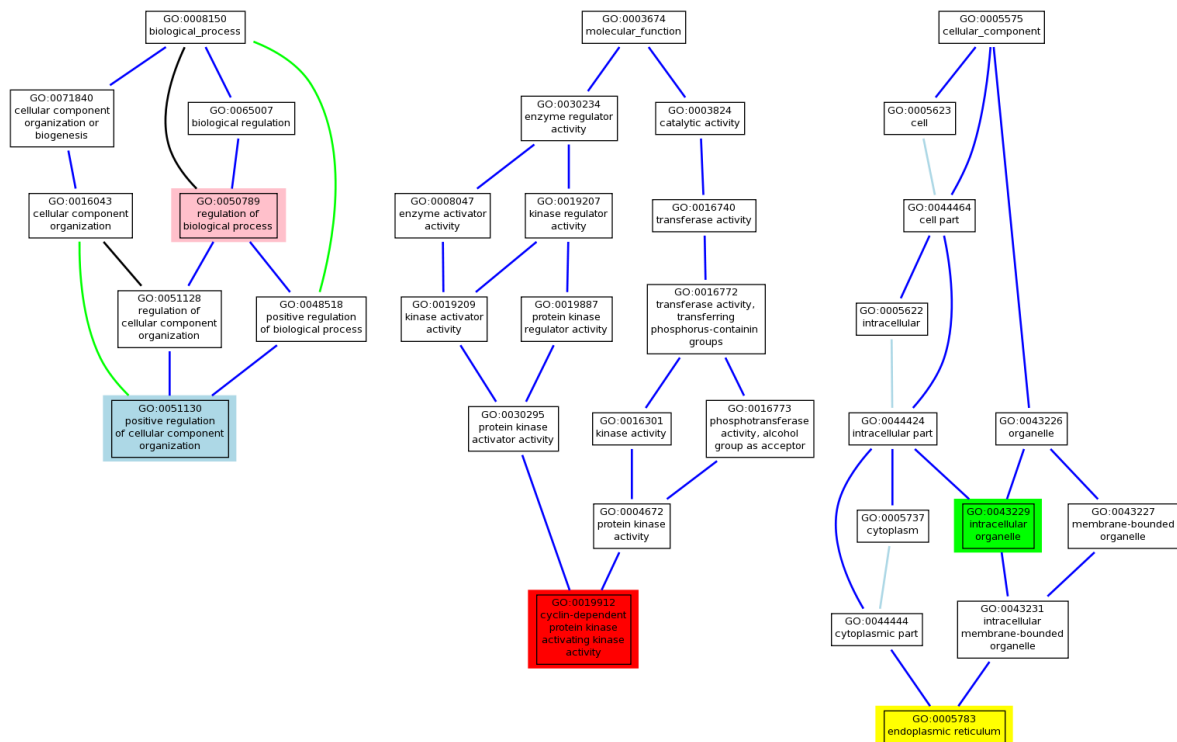 GO:0008150
biological_process
GO:0003674
molecular_function
GO:0005575
cellular_component
GO:0071840
cellular component
organization or
biogenesis
GO:0065007
biological regulation
GO:0030234
enzyme regulator
activity
GO:0003824
catalytic activity
GO:0005623
cell
GO:0016043
cellular component
organization
GO:0050789
regulation of
biological process
GO:0008047
enzyme activator
activity
GO:0019207
kinase regulator
activity
GO:0016740
transferase activity
GO:0044464
cell part
GO:0051128
regulation of
cellular component
organization
GO:0048518
positive regulation
of biological process
GO:0019209
kinase activator
activity
GO:0019887
protein kinase
regulator activity
GO:0016772
transferase activity,
transferring
phosphorus-containin
groups
GO:0005622
intracellular
GO:0051130
positive regulation
of cellular component
organization
GO:0030295
protein kinase
activator activity
GO:0016301
kinase activity
GO:0016773
phosphotransferase
activity, alcohol
group as acceptor
GO:0044424
intracellular part
GO:0043226
organelle
GO:0004672
protein kinase
activity
GO:0005737
cytoplasm
GO:0043229
intracellular
organelle
GO:0043227
membrane-bounded
organelle
GO:0019912
cyclin-dependent
protein kinase
activating kinase
activity
GO:0044444
cytoplasmic part
GO:0043231
intracellular
membrane-bounded
organelle
GO:0005783
endoplasmic reticulum